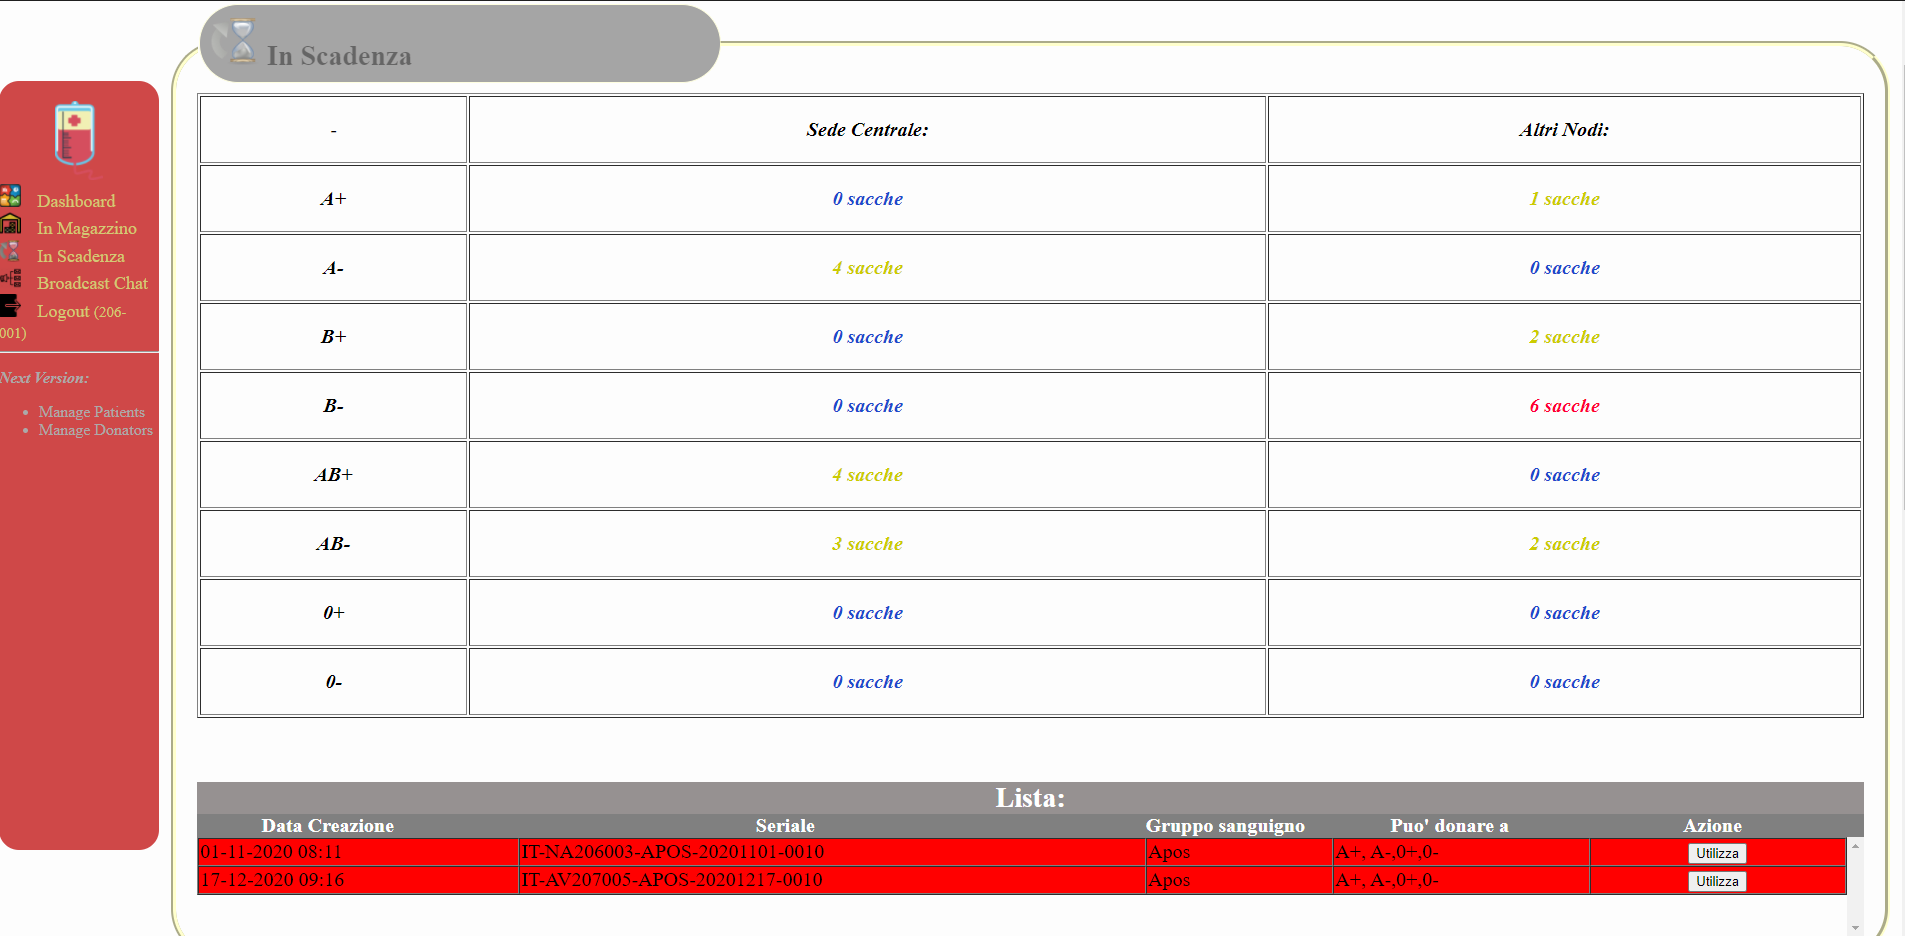 In Scadenza
Dashboard
In Magazzino
In Scadenza
Broadcast Chat
Logout (206-
001)
Next Version:
Manage Patients
Manage Donators
- Sede Centrale: Altri Nodi:
A+ 0 sacche 1 sacche
A- 4 sacche 0 sacche
B+ 0 sacche 2 sacche
B- 0 sacche 6 sacche
AB+ 4 sacche 0 sacche
AB- 3 sacche 2 sacche
0+ 0 sacche 0 sacche
0- 0 sacche 0 sacche
Lista:
Data Creazione Seriale Gruppo sanguigno Puo' donare a Azione
01-11-2020 08:11 IT-NA206003-APOS-20201101-0010 Apos A+, A-,0+,0- Utilizza
17-12-2020 09:16 IT-AV207005-APOS-20201217-0010 Apos A+, A-,0+,0- Utilizza